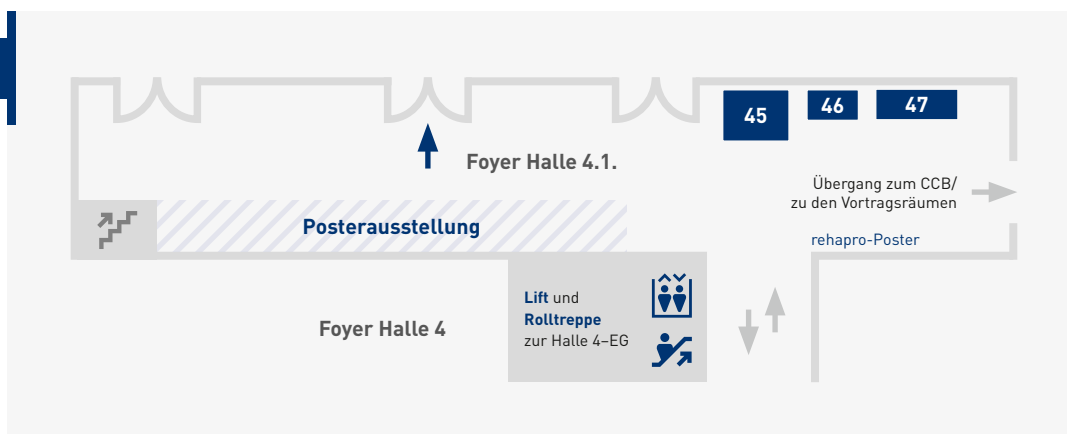 45
46
47
Foyer Halle 4.1.
Übergang zum CCB/
zu den Vortragsräumen
Posterausstellung
rehapro-Poster
Lift und
Rolltreppe
zur Halle 4–EG
Foyer Halle 4